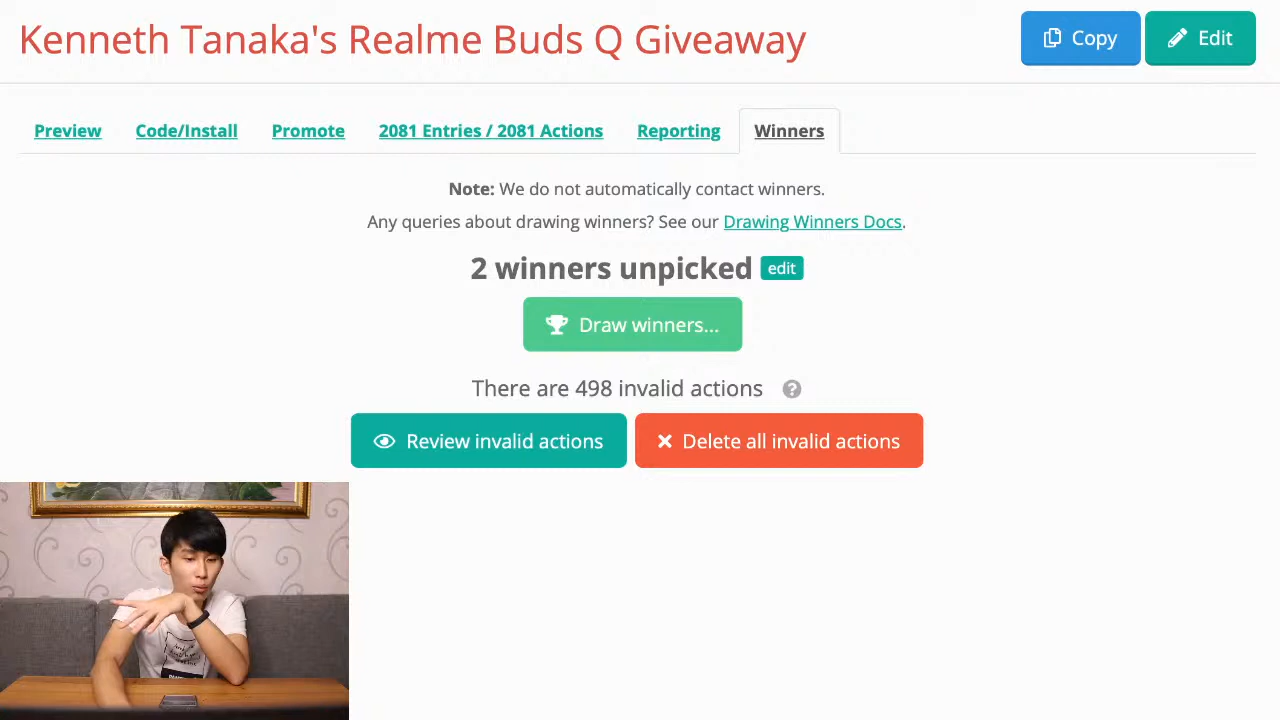 Kenneth Tanaka's Realme Buds Q Giveaway
Copy
Edit
Preview
Code/Install
Promote
2081 Entries / 2081 Actions
Reporting
Winners
Note: We do not automatically contact winners.
Any queries about drawing winners? See our Drawing Winners Docs.
2 winners unpicked edit
Draw winners...
There are 498 invalid actions ?
Review invalid actions
Delete all invalid actions